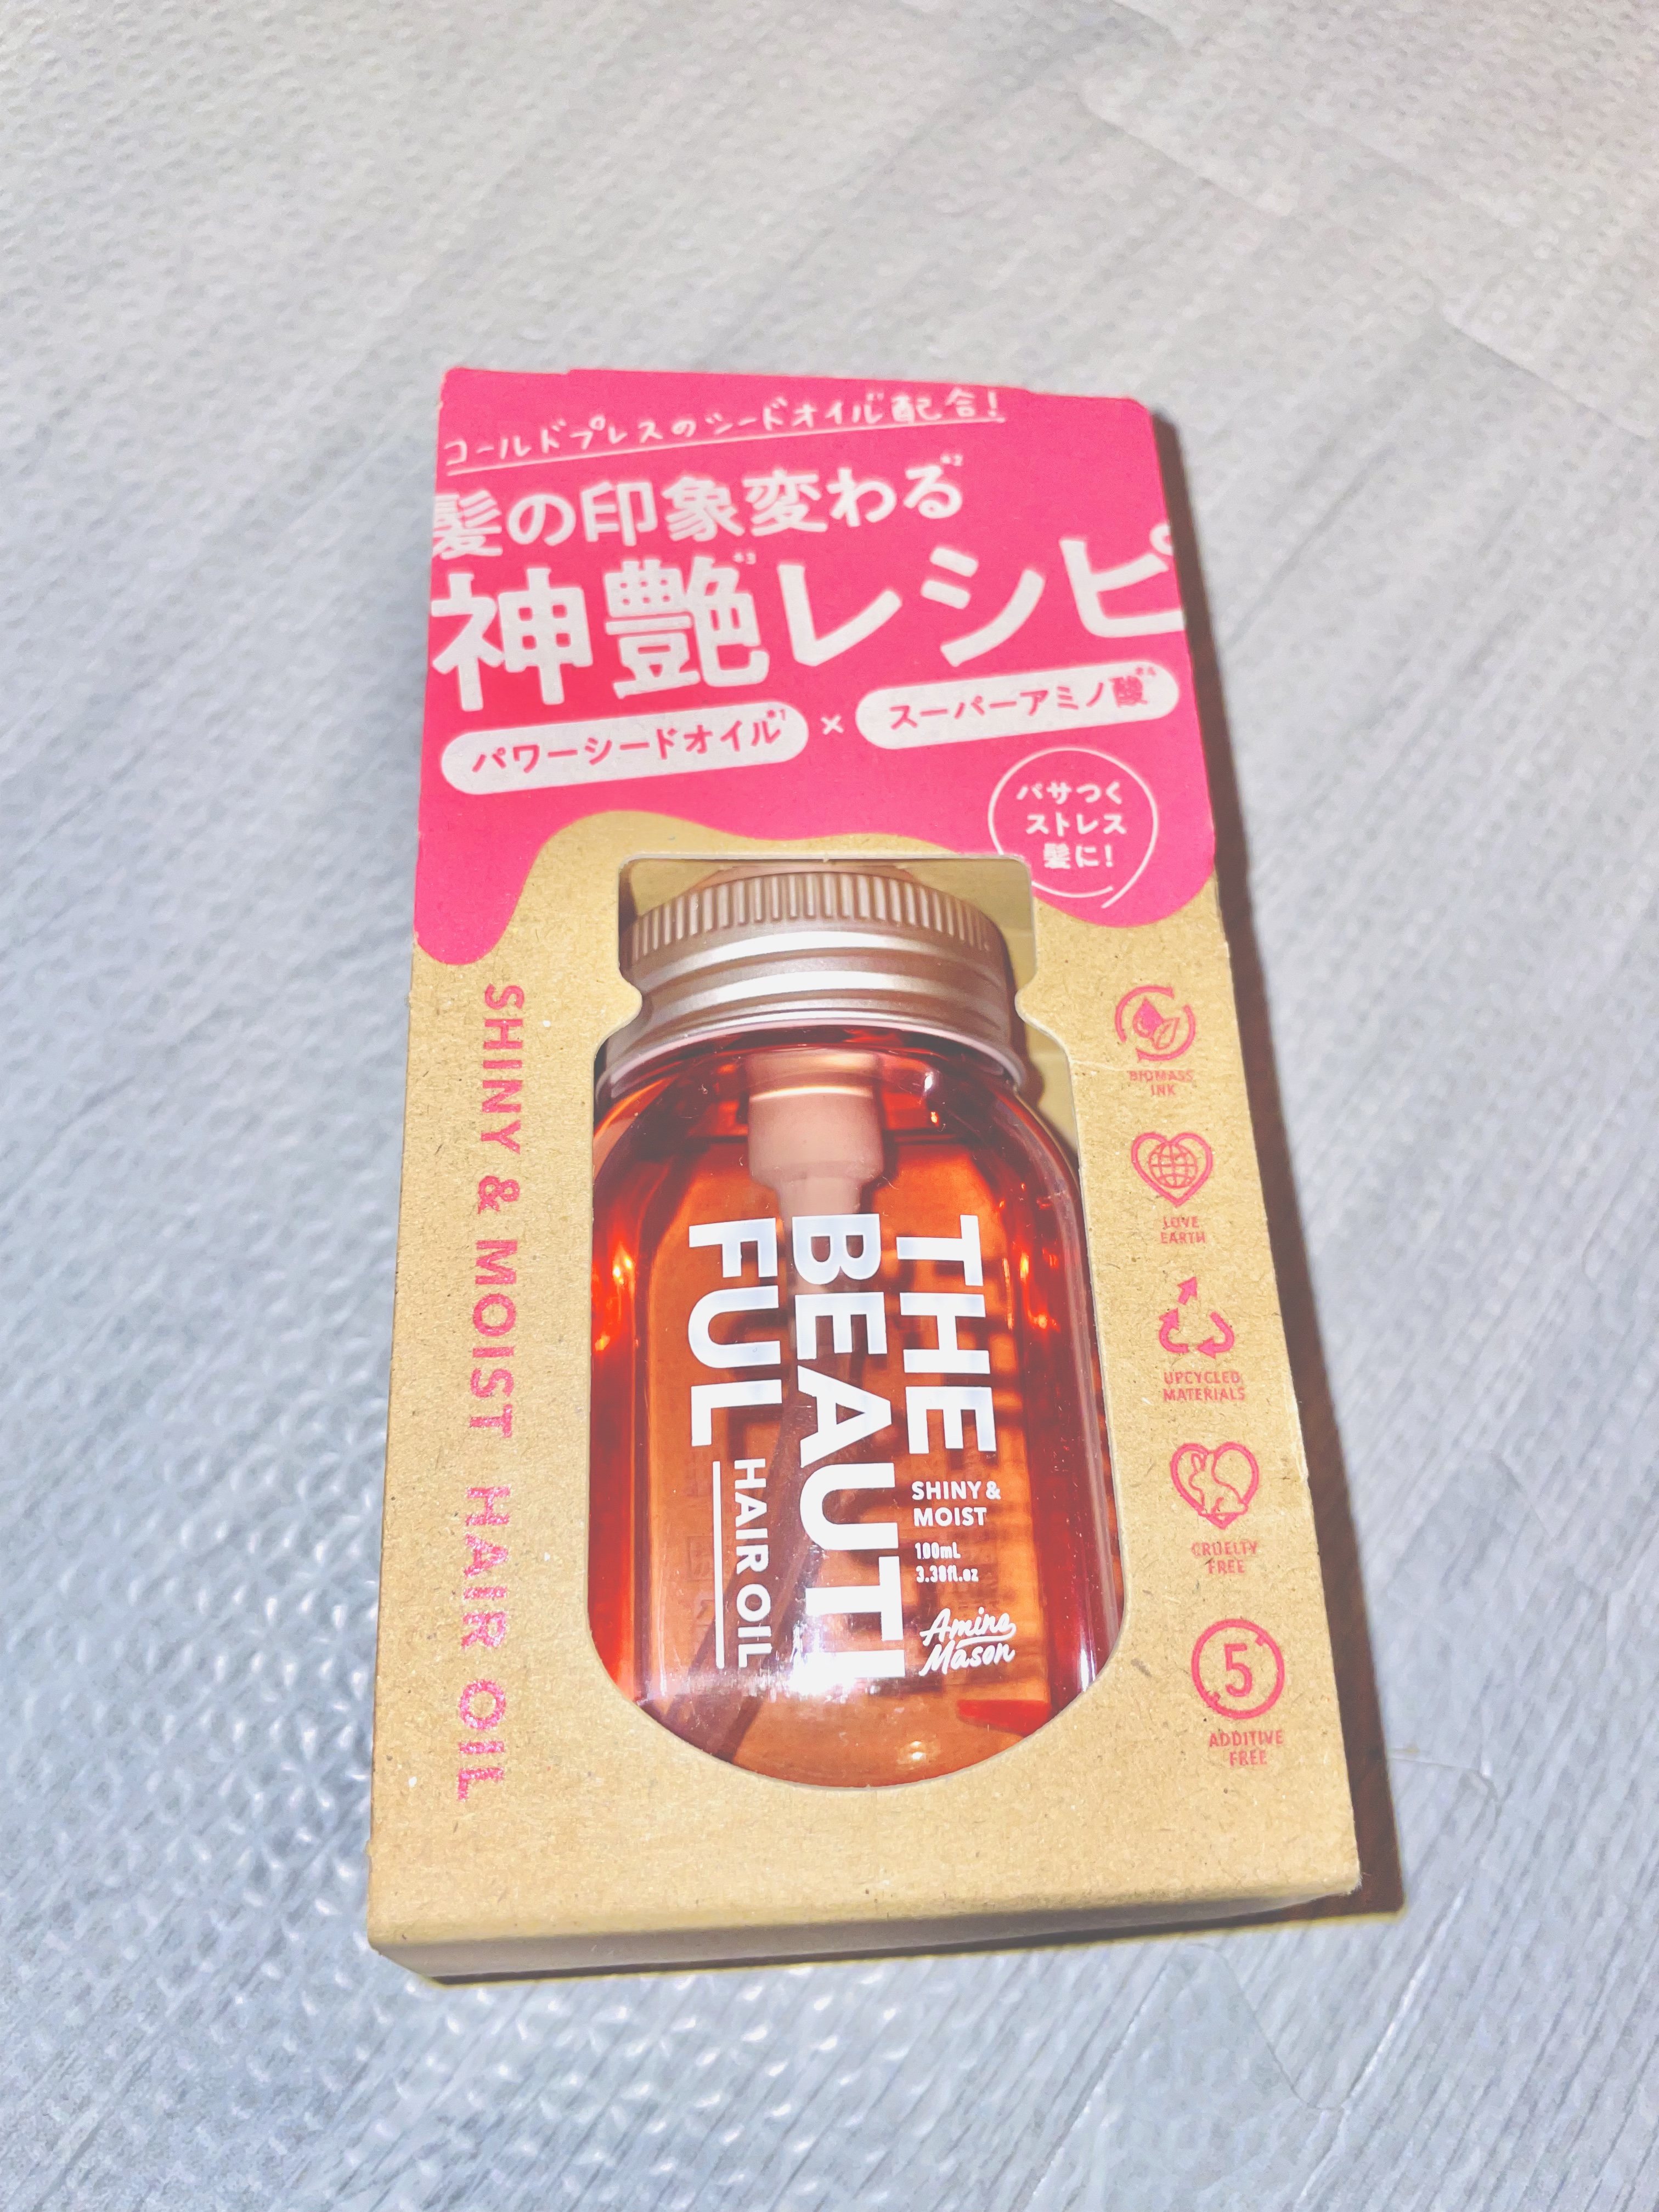 コールドプレスのシードオイル配合!
髪の印象変わる*2
神艶*3レシピ
パワーシードオイル*1 × スーパーアミノ酸*4
パサつく
ストレス
髪に!
SHINY & MOIST HAIR OIL
THE
BEAUTI
FUL
HAIR OIL
SHINY &
MOIST
100mL
3.38fl.oz
Amino
Mason
BIOMASS
INK
LOVE
EARTH
UPCYCLED
MATERIALS
CRUELTY
FREE
5
ADDITIVE
FREE